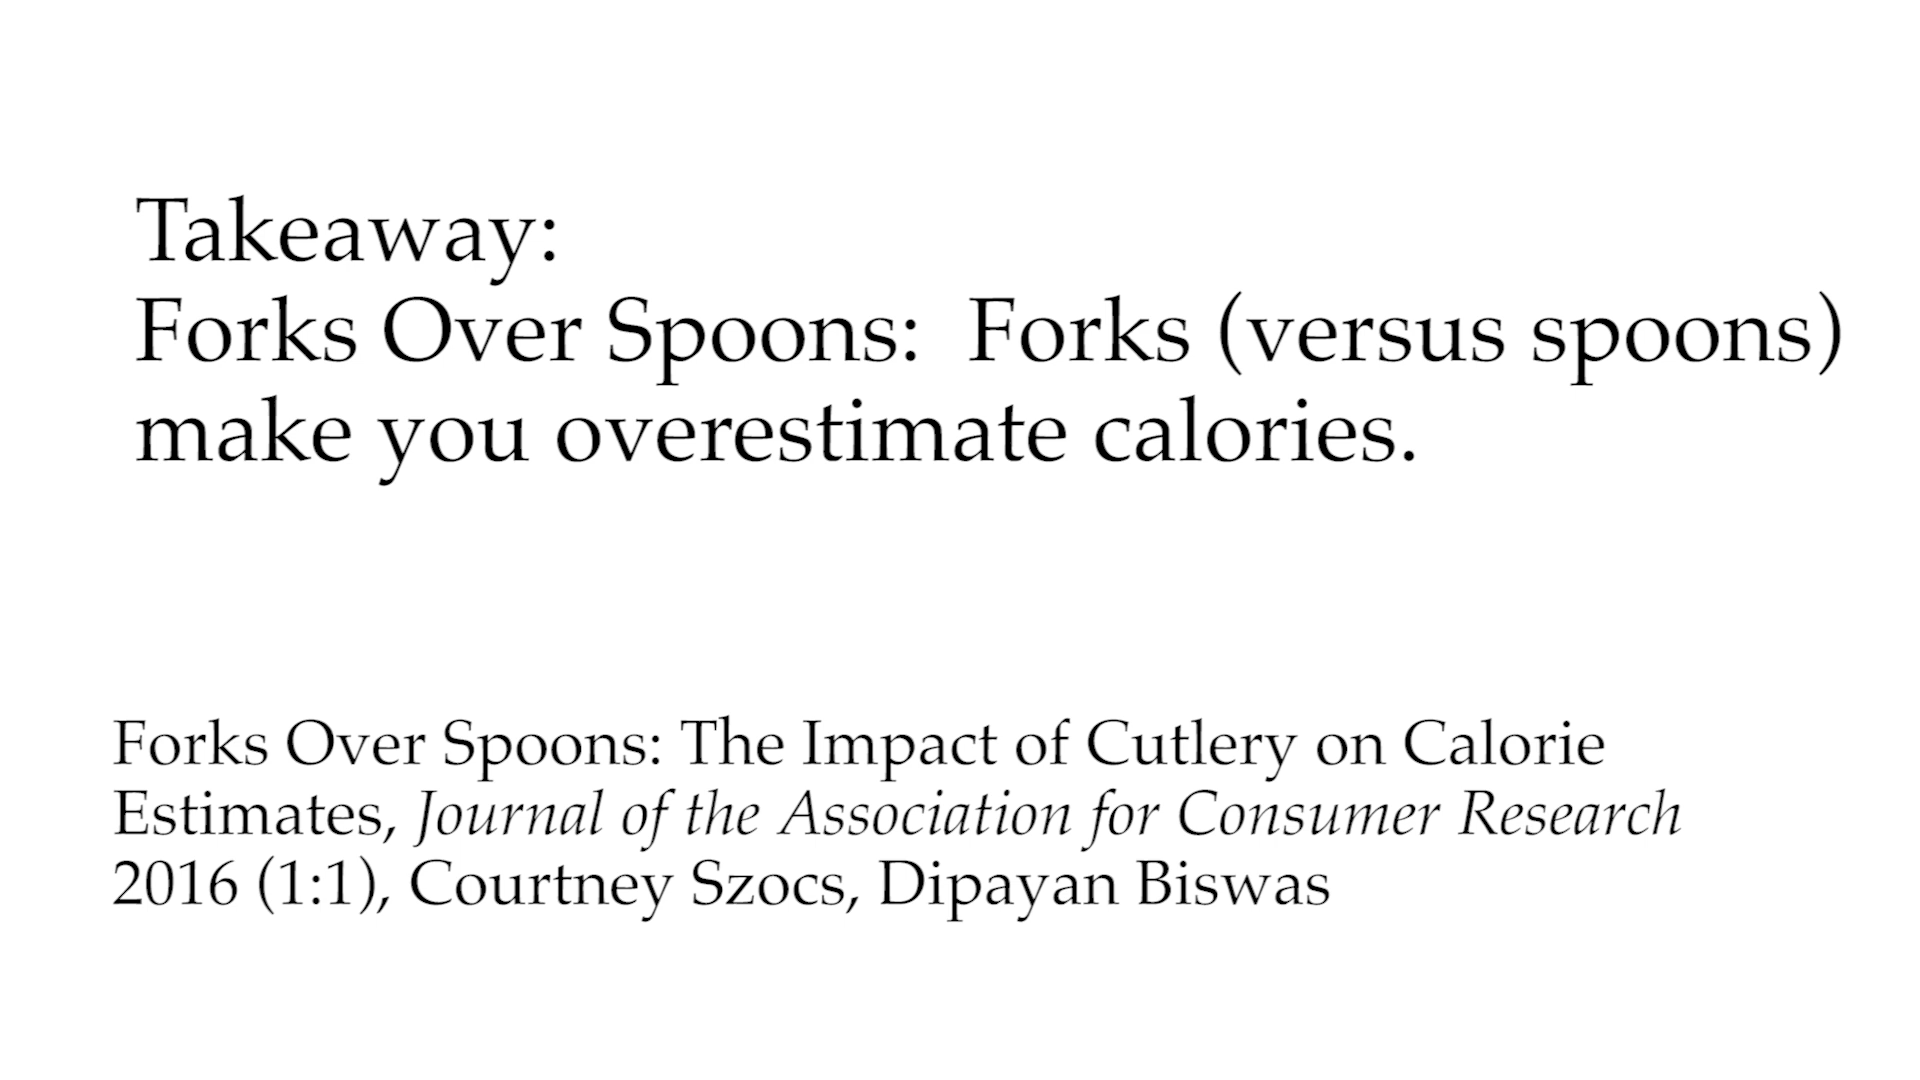 Takeaway:
Forks Over Spoons:  Forks (versus spoons)
make you overestimate calories.
Forks Over Spoons: The Impact of Cutlery on Calorie
Estimates, Journal of the Association for Consumer Research
2016 (1:1), Courtney Szocs, Dipayan Biswas